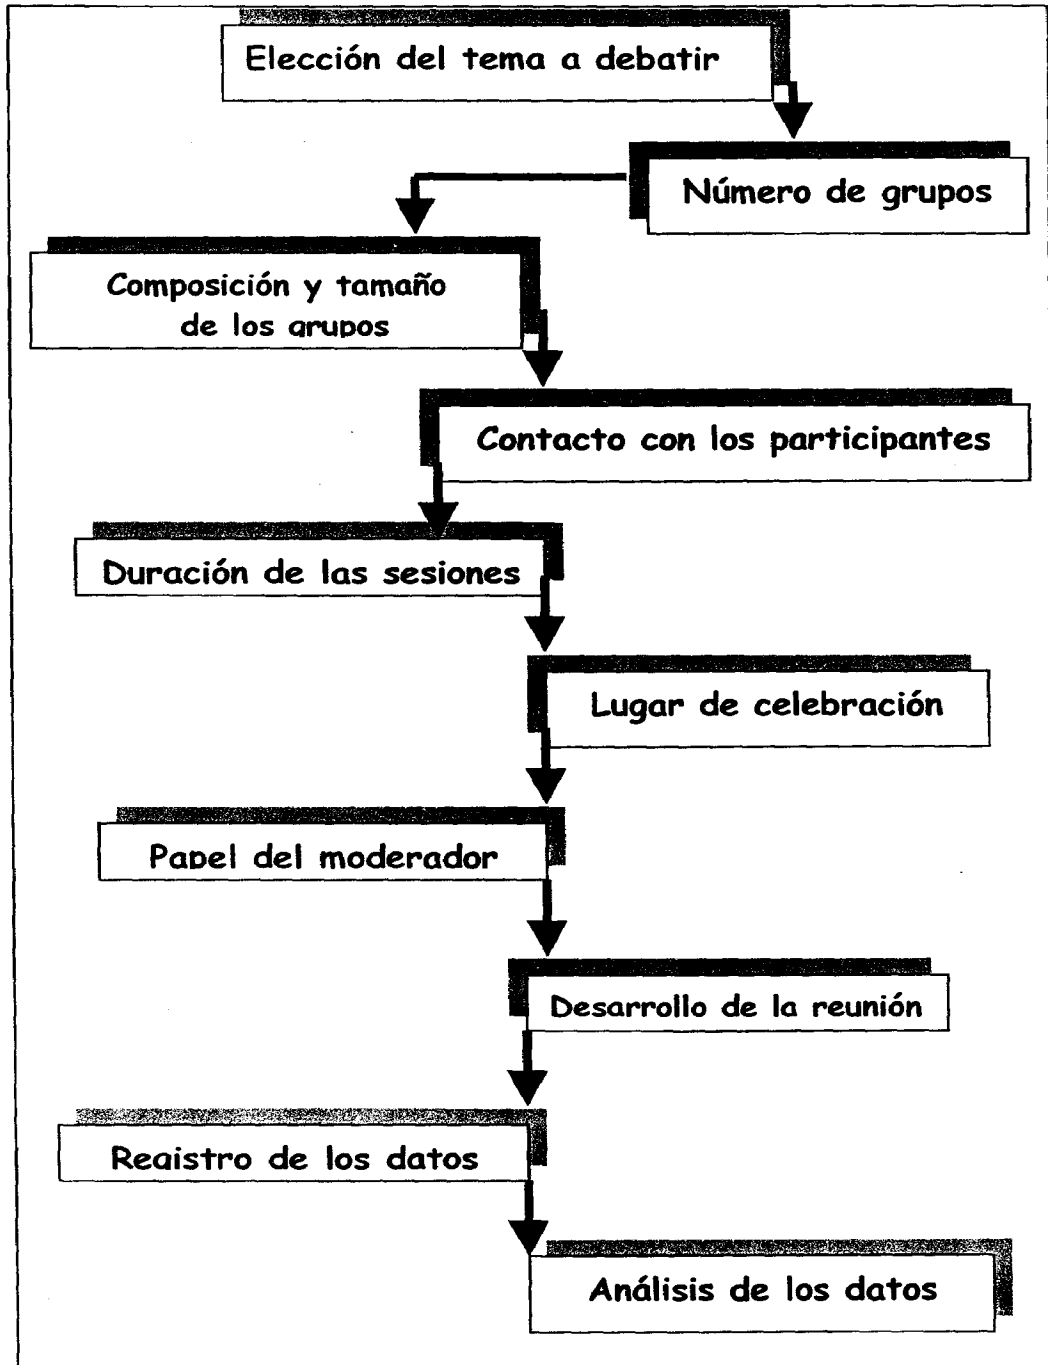 Elección del tema a debatir
Número de grupos
Composición y tamaño
de los grupos
Contacto con los participantes
Duración de las sesiones
Lugar de celebración
Papel del moderador
Desarrollo de la reunión
Registro de los datos
Análisis de los datos